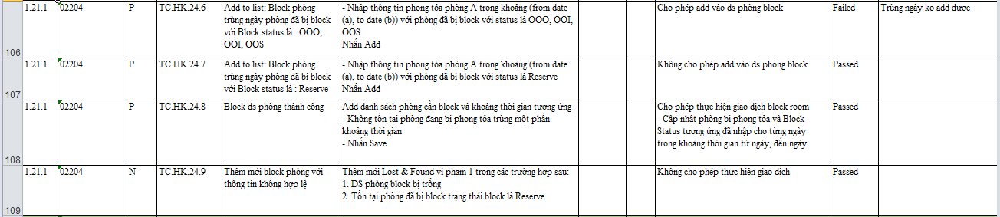 106 1.21.1 02204 P TC.HK.24.6
Add to list: Block phòng
trùng ngày phòng đã bị block
với Block status là : OOO,
OOI, OOS
- Nhập thông tin phong tỏa phòng A trong khoảng (from date
(a), to date (b)) với phòng đã bị block với status là OOO, OOI,
OOS
Nhấn Add
Cho phép add vào ds phòng block
Failed
Trùng ngày ko add được
107 1.21.1 02204 P TC.HK.24.7
Add to list: Block phòng
trùng ngày phòng đã bị block
với Block status là : Reserve
- Nhập thông tin phong tỏa phòng A trong khoảng (from date
(a), to date (b)) với phòng đã bị block với status là Reserve
Nhấn Add
Không cho phép add vào ds phòng block
Passed
108 1.21.1 02204 P TC.HK.24.8
Block ds phòng thành công
Add danh sách phòng cần block và khoảng thời gian tương ứng
- Không tồn tại phòng đang bị phong tỏa trùng một phần
khoảng thời gian
- Nhấn Save
Cho phép thực hiện giao dịch block room
- Cập nhật phòng bị phong tỏa và Block
Status tương ứng đã nhập cho từng ngày
trong khoảng thời gian từ ngày, đến ngày
Passed
109 1.21.1 02204 N TC.HK.24.9
Thêm mới block phòng với
thông tin không hợp lệ
Thêm mới Lost & Found vi phạm 1 trong các trường hợp sau:
1. DS phòng block bị trống
2. Tồn tại phòng đã bị block trạng thái block là Reserve
Không cho phép thực hiện giao dịch
Passed